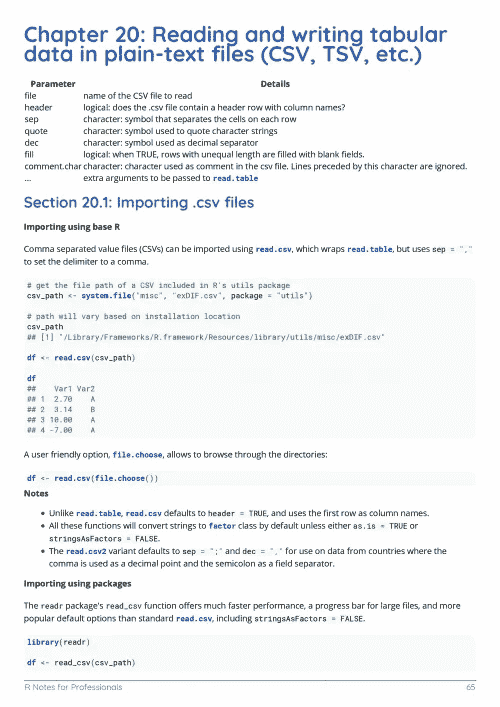 Chapter 20: Reading and writing tabular
data in plain-text files (CSV, TSV, etc.)
Parameter Details
file name of the CSV file to read
header logical: does the .csv file contain a header row with column names?
sep character: symbol that separates the cells on each row
quote character: symbol used to quote character strings
dec character: symbol used as decimal separator
fill logical: when TRUE, rows with unequal length are filled with blank fields.
comment.char character: character used as comment in the csv file. Lines preceded by this character are ignored.
... extra arguments to be passed to read.table
Section 20.1: Importing .csv files
Importing using base R
Comma separated value files (CSVs) can be imported using read.csv, which wraps read.table, but uses sep = ","
to set the delimiter to a comma.
# get the file path of a CSV included in R's utils package
csv_path <- system.file("misc", "exDIF.csv", package = "utils")
# path will vary based on installation location
csv_path
## [1] "/Library/Frameworks/R.framework/Resources/library/utils/misc/exDIF.csv"
df <- read.csv(csv_path)
df
## Var1 Var2
## 1 2.70 A
## 2 3.14 B
## 3 10.00 A
## 4 -7.00 A
A user friendly option, file.choose, allows to browse through the directories:
df <- read.csv(file.choose())
Notes
• Unlike read.table, read.csv defaults to header = TRUE, and uses the first row as column names.
• All these functions will convert strings to factor class by default unless either as.is = TRUE or
stringsAsFactors = FALSE.
• The read.csv2 variant defaults to sep = ";" and dec = "," for use on data from countries where the
comma is used as a decimal point and the semicolon as a field separator.
Importing using packages
The readr package's read_csv function offers much faster performance, a progress bar for large files, and more
popular default options than standard read.csv, including stringsAsFactors = FALSE.
library(readr)
df <- read_csv(csv_path)
R Notes for Professionals 65